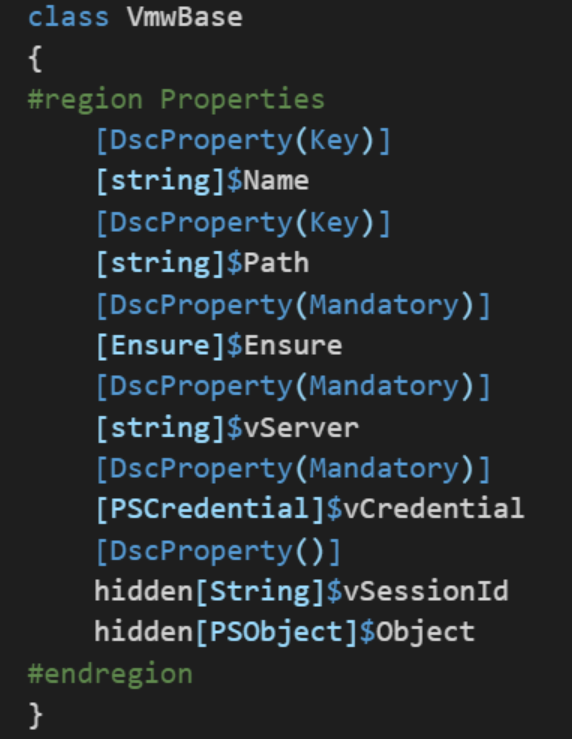 class VmwBase
{
#region Properties
[DscProperty(Key)]
[string]$Name
[DscProperty(Key)]
[string]$Path
[DscProperty(Mandatory)]
[Ensure]$Ensure
[DscProperty(Mandatory)]
[string]$vServer
[DscProperty(Mandatory)]
[PSCredential]$vCredential
[DscProperty()]
hidden[String]$vSessionId
hidden[PSObject]$Object
#endregion
}